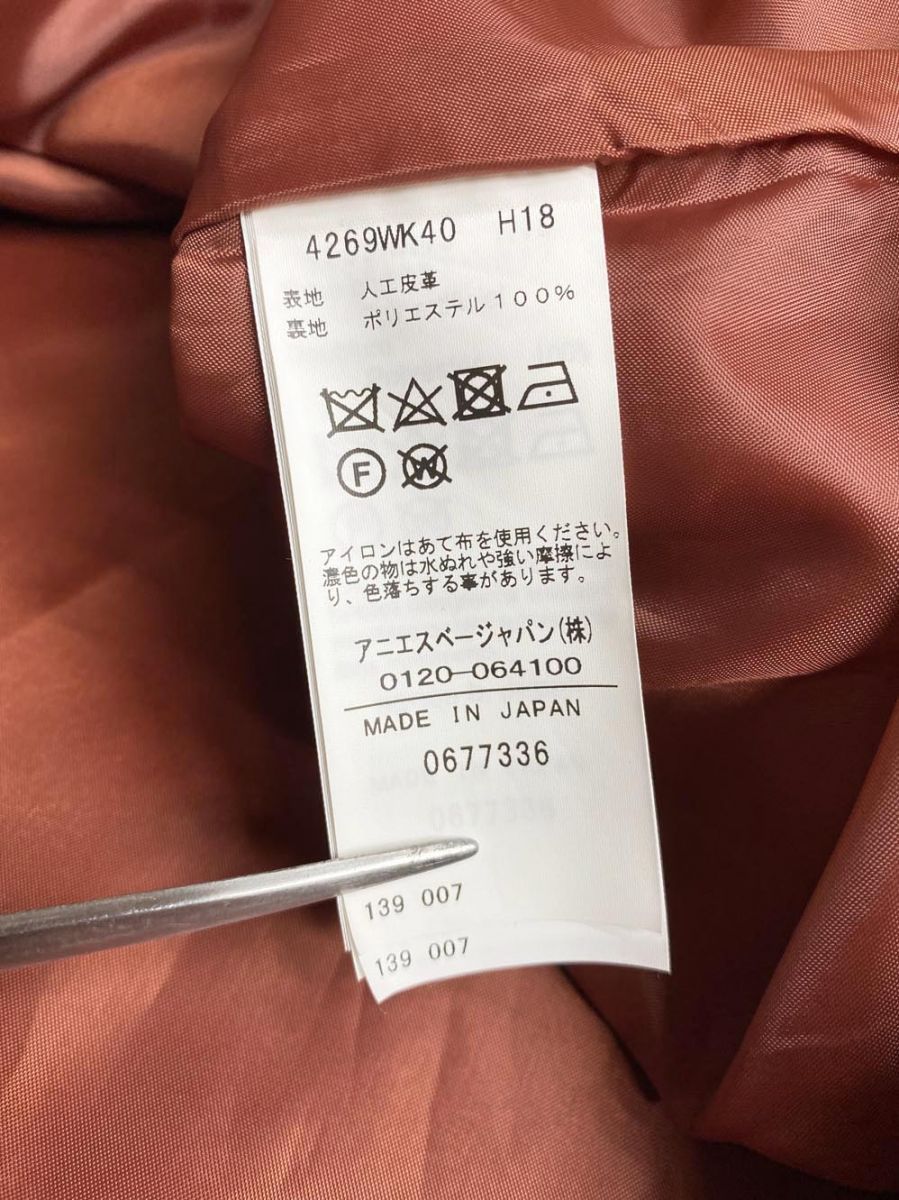 4269WK40 H18
表地 人工皮革
裏地 ポリエステル100%
F W
アイロンはあて布を使用ください。
濃色の物は水ぬれや強い摩擦によ
り、色落ちする事があります。
アニエスベージャパン(株)
0120-064100
MADE IN JAPAN
0677336
139 007
139 007